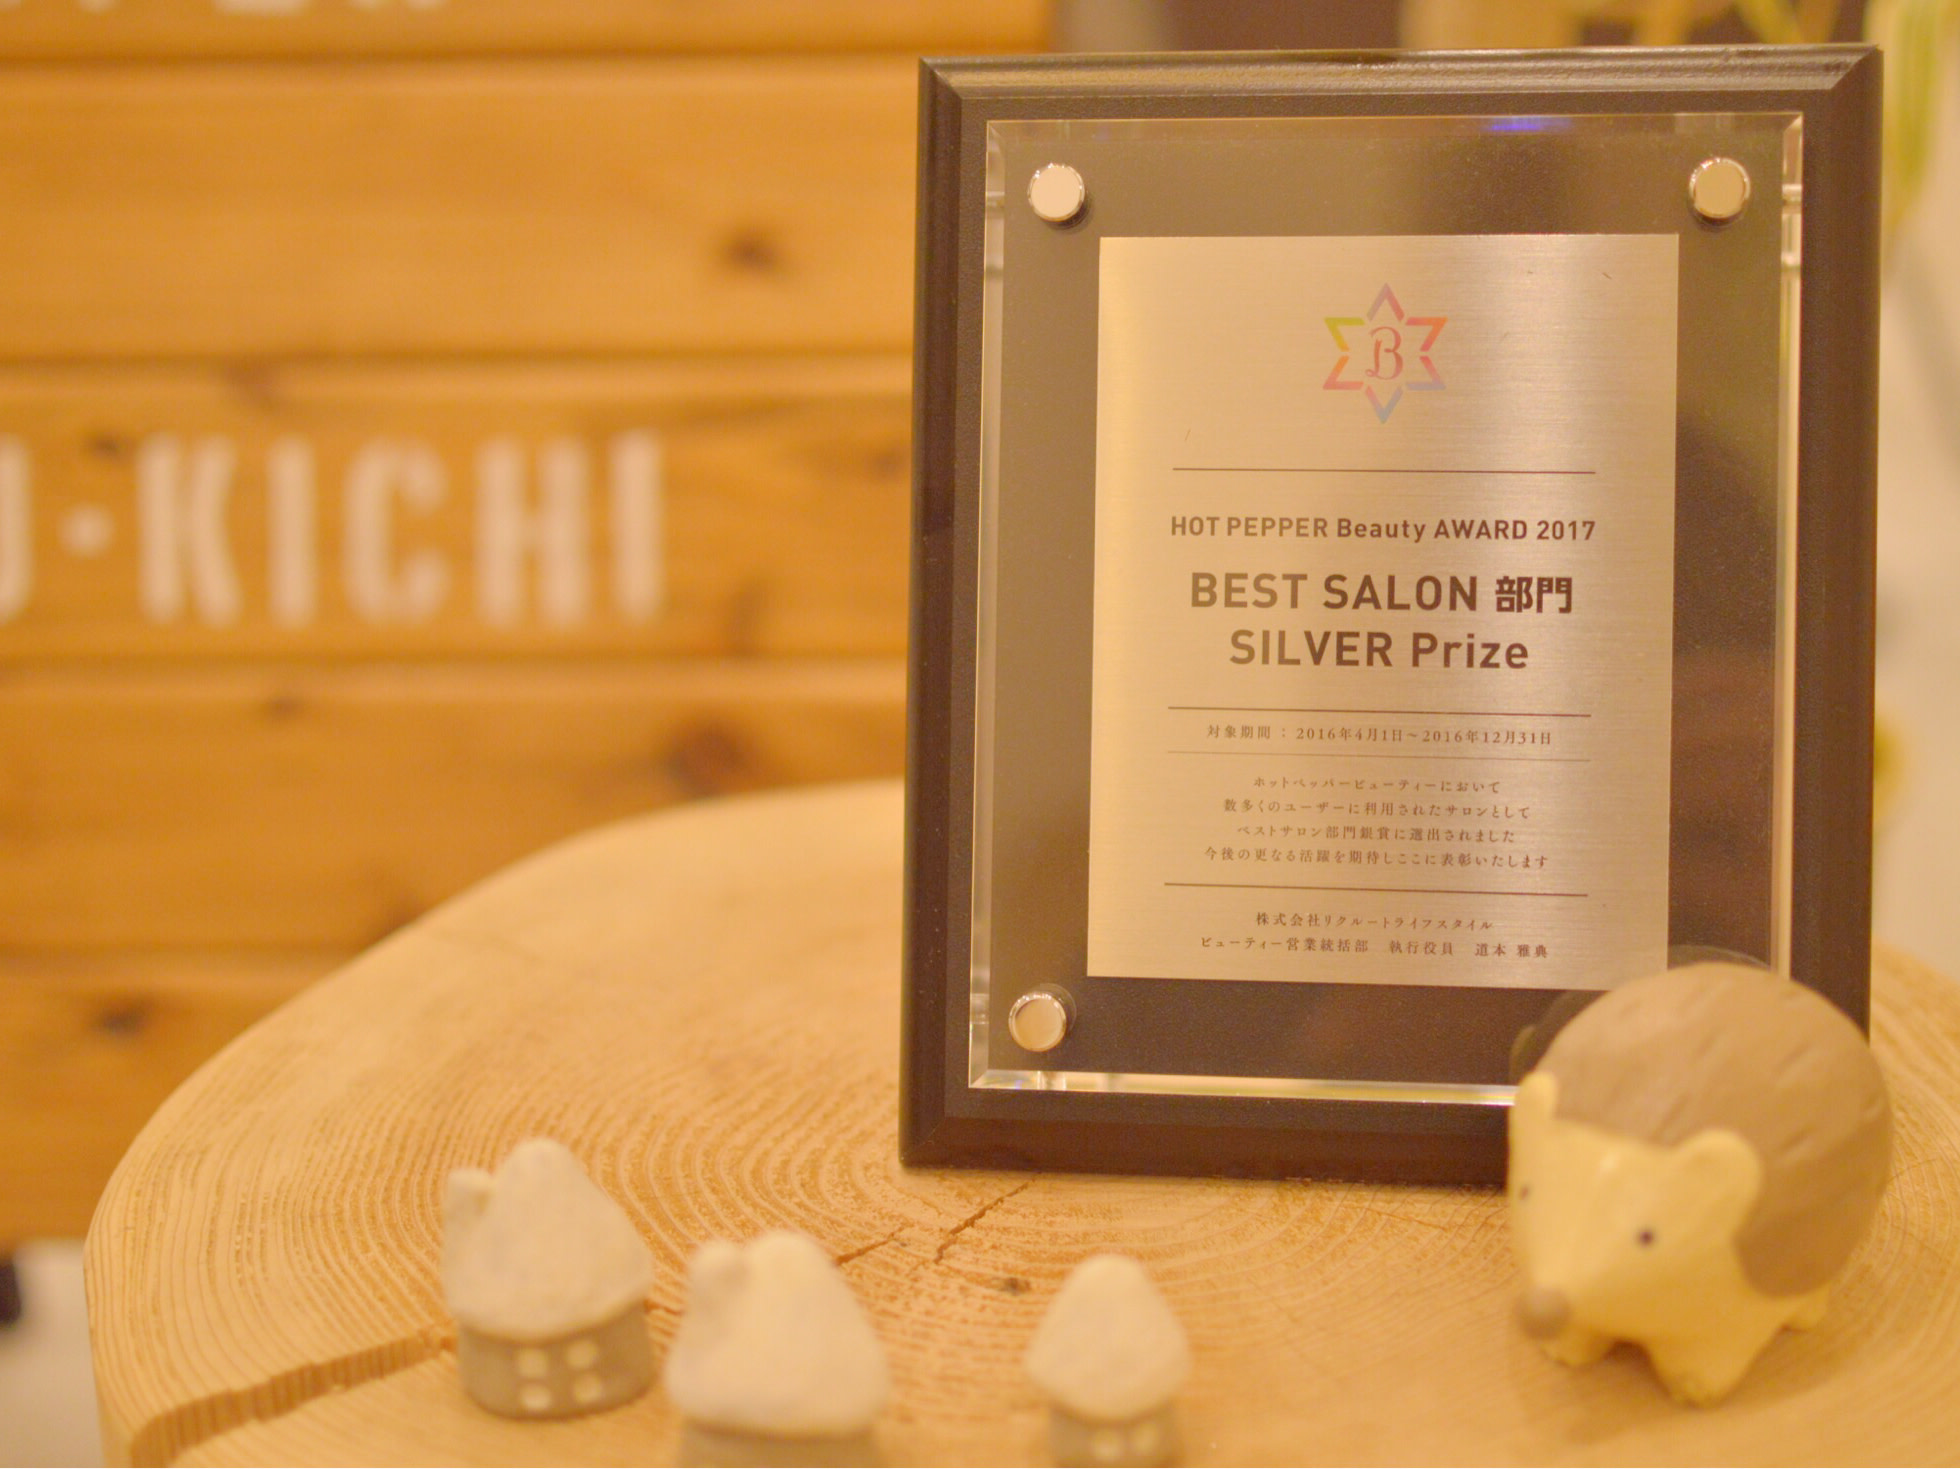 U·KICHI
B
HOT PEPPER Beauty AWARD 2017
BEST SALON 部門
SILVER Prize
対象期間：2016年4月1日～2016年12月31日
ホットペッパービューティーにおいて
数多くのユーザーに利用されたサロンとして
ベストサロン部門銀賞に選出されました
今後の更なる活躍を期待しここに表彰いたします
株式会社リクルートライフスタイル
ビューティー営業統括部　執行役員　道本 雅典